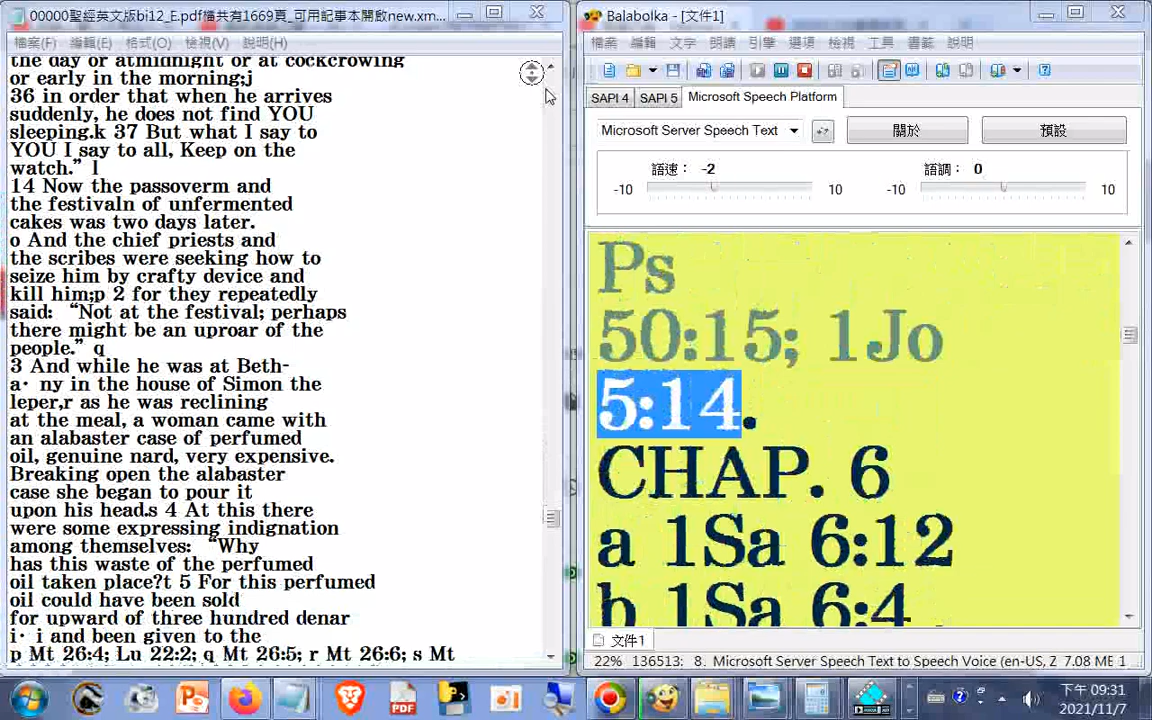 00000聖經英文版bi12_E.pdf檔共有1669頁_可用記事本開啟new.xm...
檔案(F) 編輯(E) 格式(O) 檢視(V) 說明(H)
the day or atmidnight or at cockcrowing
or early in the morning;j
36 in order that when he arrives
suddenly, he does not find YOU
sleeping.k 37 But what I say to
YOU I say to all, Keep on the
watch.” l
14 Now the passoverm and
the festivaln of unfermented
cakes was two days later.
o And the chief priests and
the scribes were seeking how to
seize him by crafty device and
kill him;p 2 for they repeatedly
said: “Not at the festival; perhaps
there might be an uproar of the
people.” q
3 And while he was at Beth-
a· ny in the house of Simon the
leper,r as he was reclining
at the meal, a woman came with
an alabaster case of perfumed
oil, genuine nard, very expensive.
Breaking open the alabaster
case she began to pour it
upon his head.s 4 At this there
were some expressing indignation
among themselves: “Why
has this waste of the perfumed
oil taken place?t 5 For this perfumed
oil could have been sold
for upward of three hundred denar
i· i and been given to the
p Mt 26:4; Lu 22:2; q Mt 26:5; r Mt 26:6; s Mt
Balabolka - [文件1]
檔案 編輯 文字 朗讀 引擎 選項 檢視 工具 書籤 說明
SAPI 4 SAPI 5 Microsoft Speech Platform
Microsoft Server Speech Text 關於 預設
語速: -2 語調: 0
-10 10 -10 10
Ps
50:15; 1Jo
5:14.
CHAP. 6
a 1Sa 6:12
b 1Sa 6:4
文件1
22% 136513: 8. Microsoft Server Speech Text to Speech Voice (en-US, Z 7.08 ME 1
下午 09:31
2021/11/7